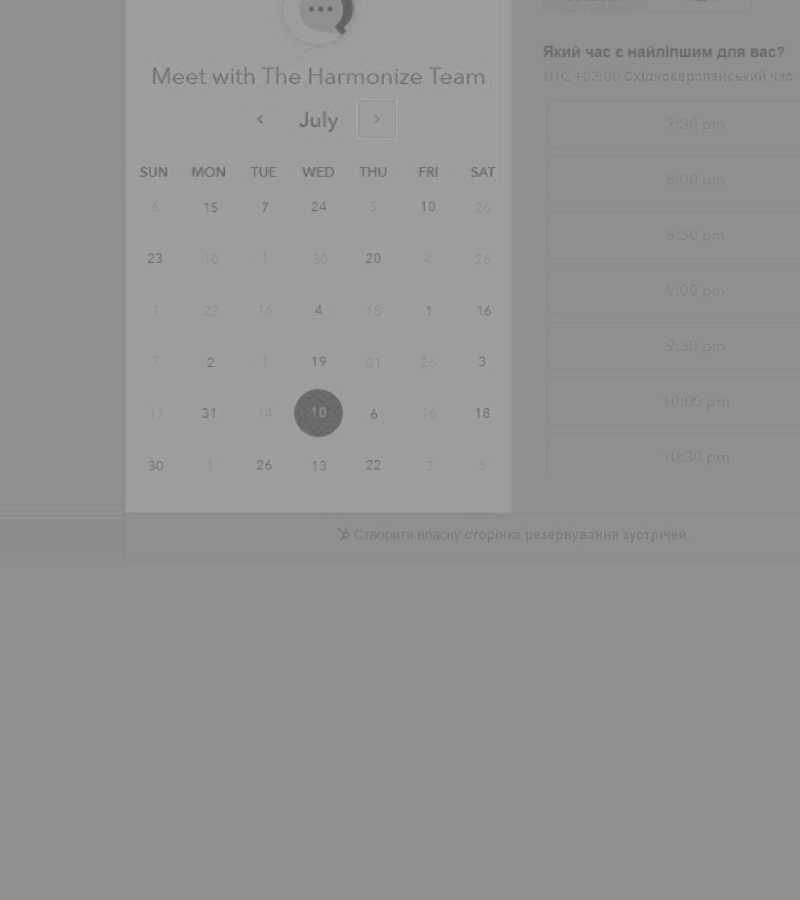 Meet with The Harmonize Team
July
SUN MON TUE WED THU FRI SAT
6 15 7 24 5 10 26
23 10 1 30 20 4 26
1 22 16 4 18 1 16
7 2 1 19 21 26 3
17 31 14 10 6 16 18
30 1 26 13 22 3 6
Який час є найліпшим для вас?
UTC +03:00 Східноєвропейський час
7:30 pm
8:00 pm
8:30 pm
9:00 pm
9:30 pm
10:00 pm
10:30 pm
Створити власну сторінка резервування зустрічей